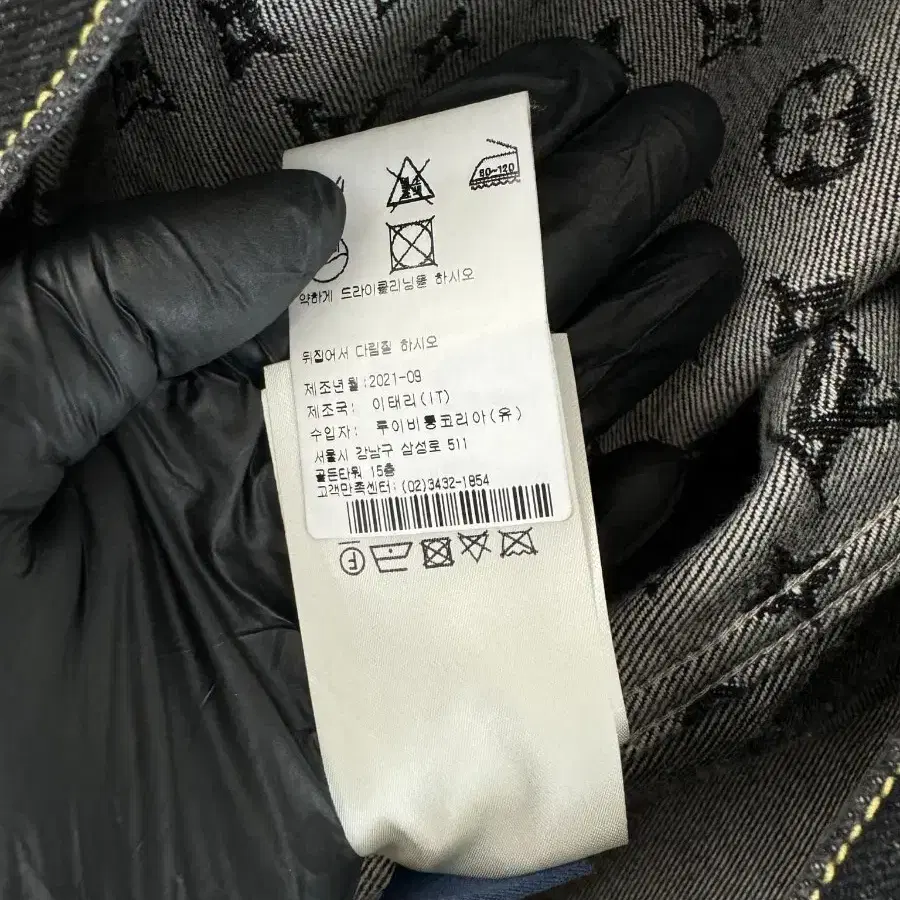 80~120
약하게 드라이클리닝을 하시오
뒤집어서 다림질 하시오
제조년월:2021-09
제조국: 이태리(IT)
수입자: 루이비통코리아(유)
서울시 강남구 삼성로 511
골든타워 15층
고객만족센터: (02)3432-1854
F